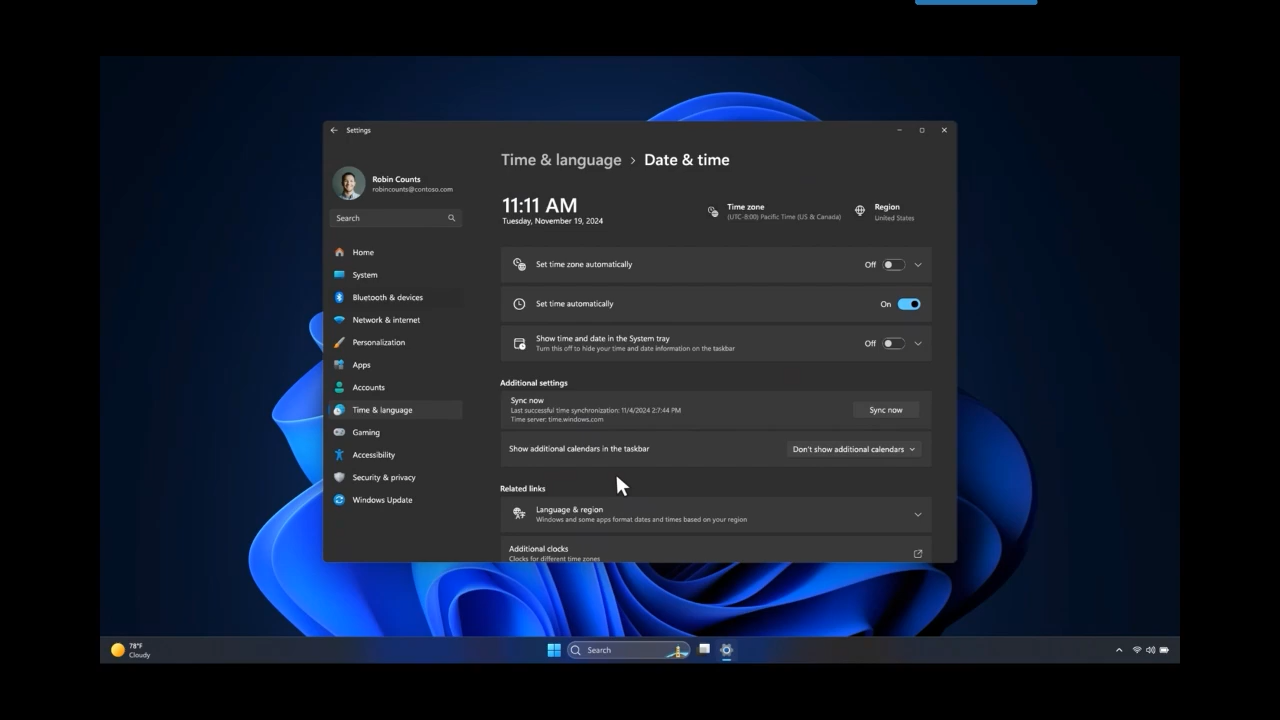 Settings
Robin Counts
robincounts@contoso.com
Search
Home
System
Bluetooth & devices
Network & internet
Personalization
Apps
Accounts
Time & language
Gaming
Accessibility
Security & privacy
Windows Update
Time & language › Date & time
11:11 AM
Tuesday, November 19, 2024
Time zone
(UTC-8:00) Pacific Time (US & Canada)
Region
United States
Set time zone automatically Off
Set time automatically On
Show time and date in the System tray Off
Turn this off to hide your time and date information on the taskbar
Additional settings
Sync now
Last successful time synchronization: 11/4/2024 2:7:44 PM
Time server: time.windows.com
Sync now
Show additional calendars in the taskbar Don't show additional calendars
Related links
Language & region
Windows and some apps format dates and times based on your region
Additional clocks
Clocks for different time zones
78°F
Cloudy
Search